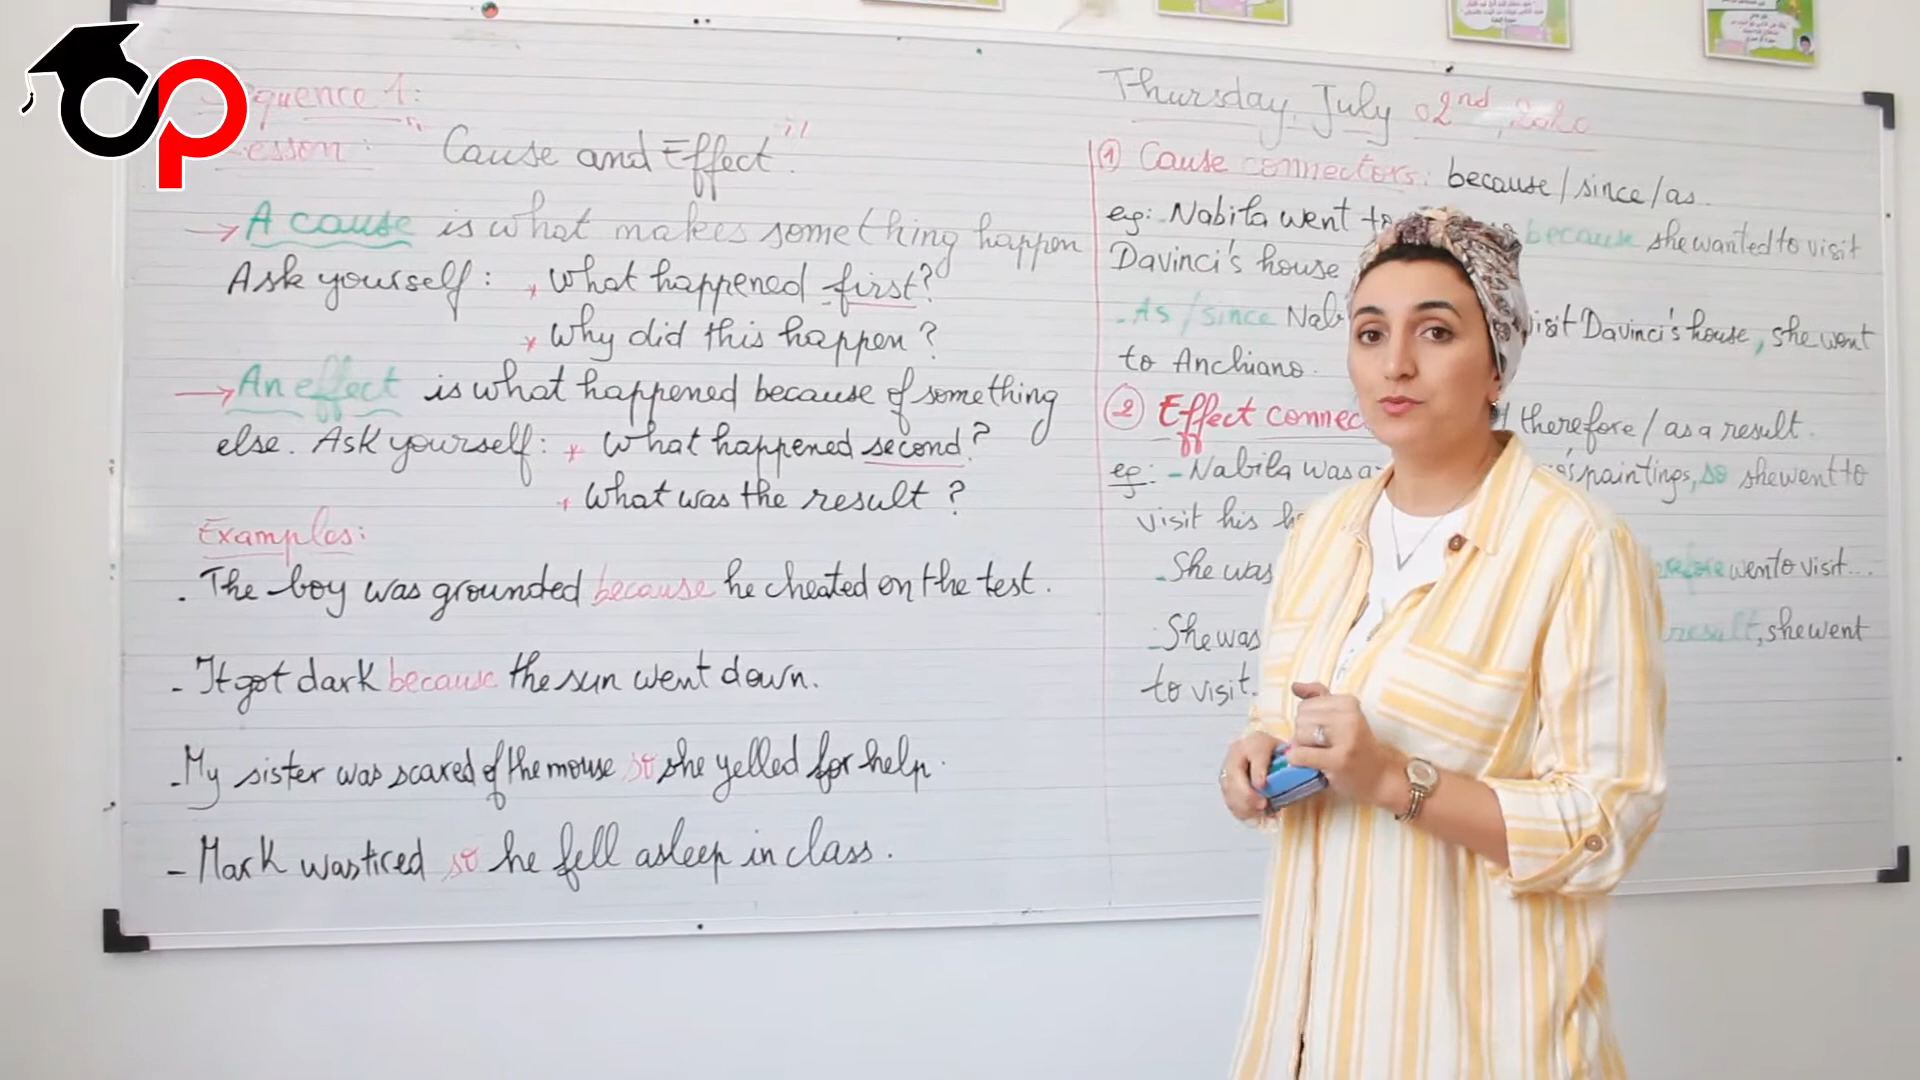 Sequence 1:
Lesson: "Cause and Effect".
→ A cause is what makes something happen
Ask yourself: * What happened first?
* Why did this happen?
→ An effect is what happened because of something
else. Ask yourself: * What happened second?
* What was the result?
Examples:
. The boy was grounded because he cheated on the test.
- It got dark because the sun went down.
- My sister was scared of the mouse so she yelled for help.
- Mark was tired so he fell asleep in class.
Thursday, July 02nd, 2020
① Cause connectors: because / since / as.
eg: - Nabila went to because she wanted to visit
Davinci's house
- As / since visit Davinci's house, she went
to Anchiano.
② Effect therefore / as a result.
eg: - Nabila was paintings, so she went to
visit his
- She was went to visit...
- She was result, she went
to visit.